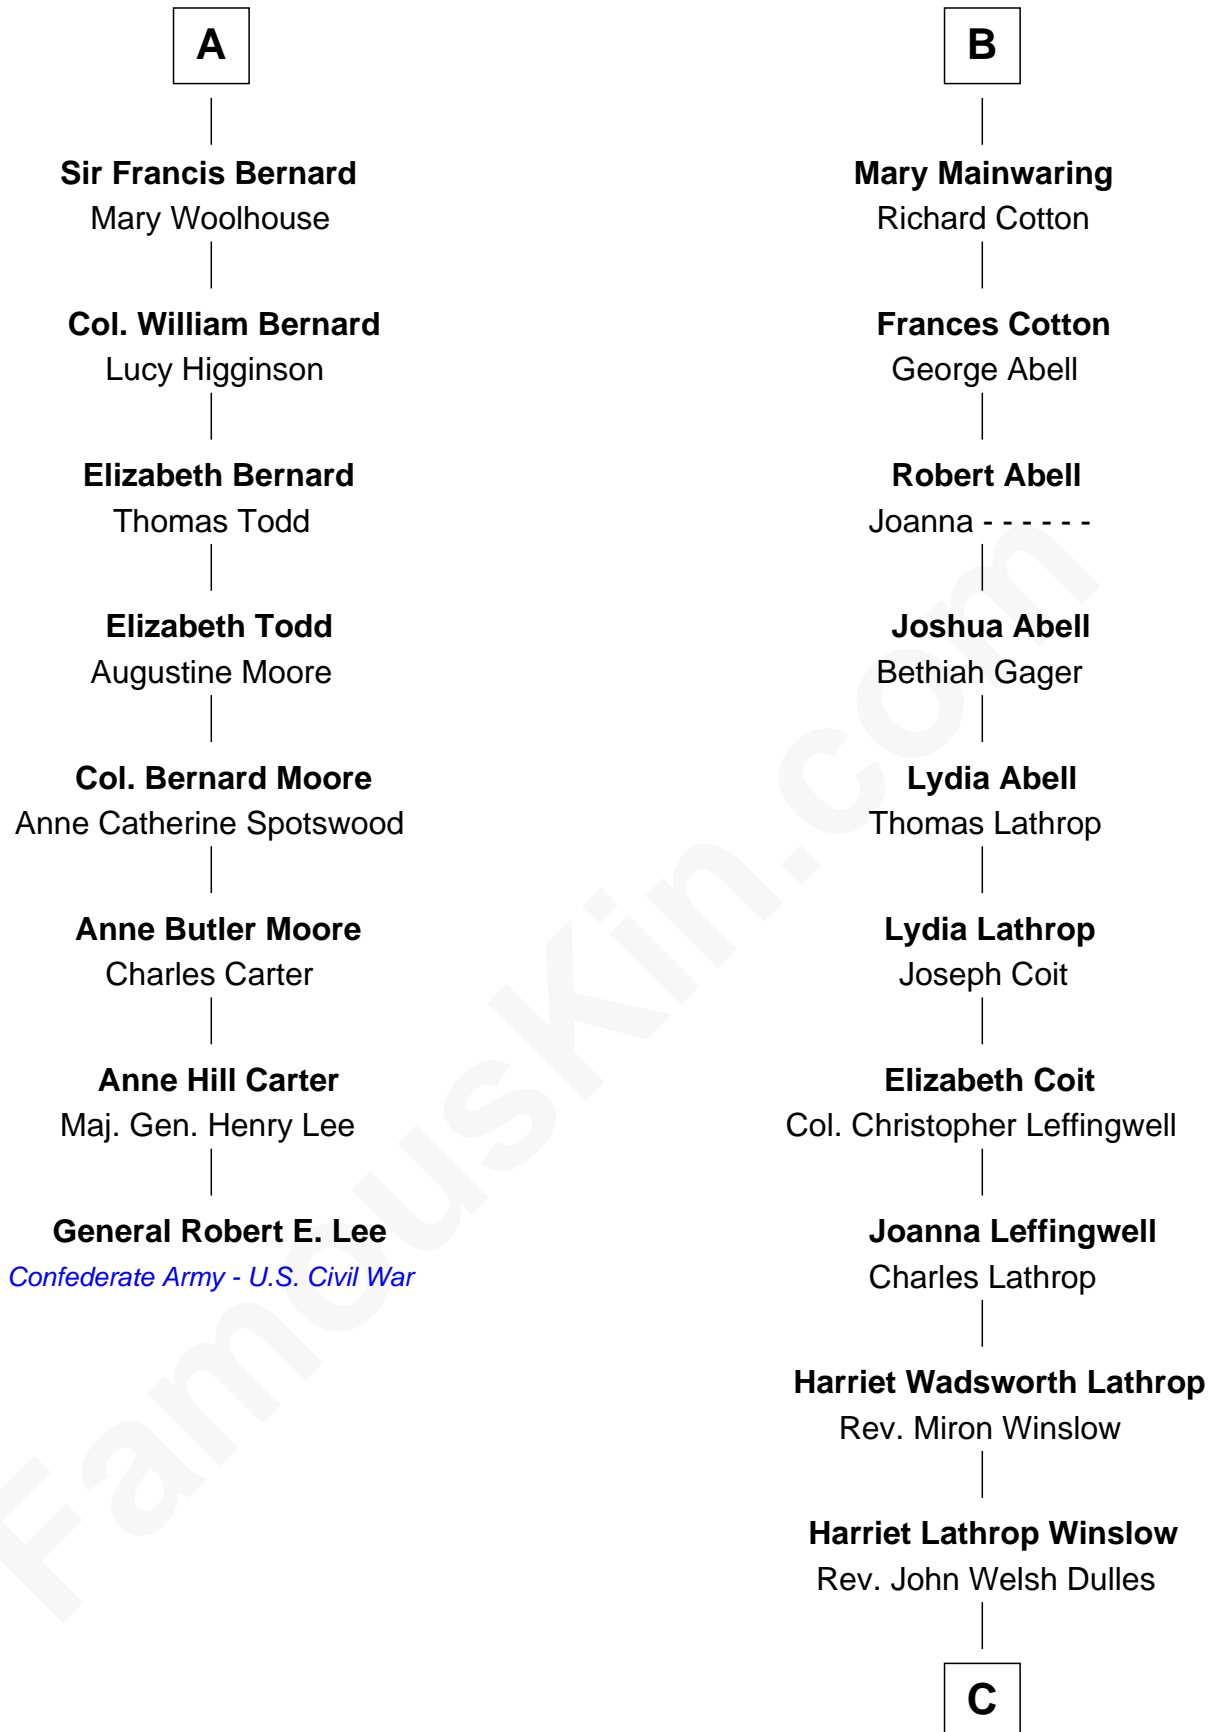 A
Sir Francis Bernard
Mary Woolhouse
Col. William Bernard
Lucy Higginson
Elizabeth Bernard
Thomas Todd
Elizabeth Todd
Augustine Moore
Col. Bernard Moore
Anne Catherine Spotswood
Anne Butler Moore
Charles Carter
Anne Hill Carter
Maj. Gen. Henry Lee
General Robert E. Lee
Confederate Army - U.S. Civil War
B
Mary Mainwaring
Richard Cotton
Frances Cotton
George Abell
Robert Abell
Joanna - - - - - -
Joshua Abell
Bethiah Gager
Lydia Abell
Thomas Lathrop
Lydia Lathrop
Joseph Coit
Elizabeth Coit
Col. Christopher Leffingwell
Joanna Leffingwell
Charles Lathrop
Harriet Wadsworth Lathrop
Rev. Miron Winslow
Harriet Lathrop Winslow
Rev. John Welsh Dulles
C
FamousKin.com